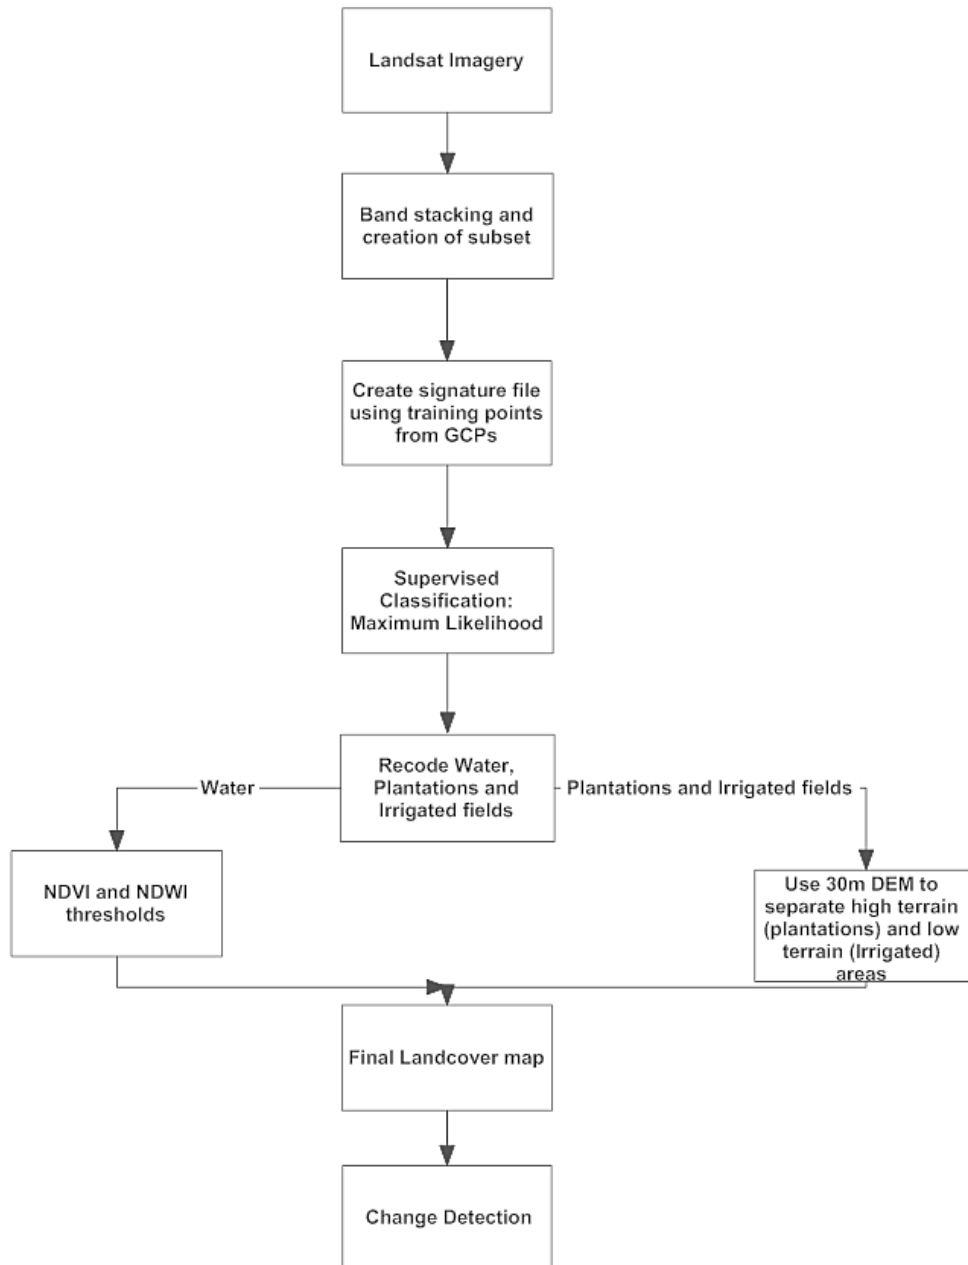 Landsat Imagery
Band stacking and
creation of subset
Create signature file
using training points
from GCPs
Supervised
Classification:
Maximum Likelihood
Recode Water,
Plantations and
Irrigated fields
Water
Plantations and Irrigated fields
NDVI and NDWI
thresholds
Use 30m DEM to
separate high terrain
(plantations) and low
terrain (Irrigated)
areas
Final Landcover map
Change Detection